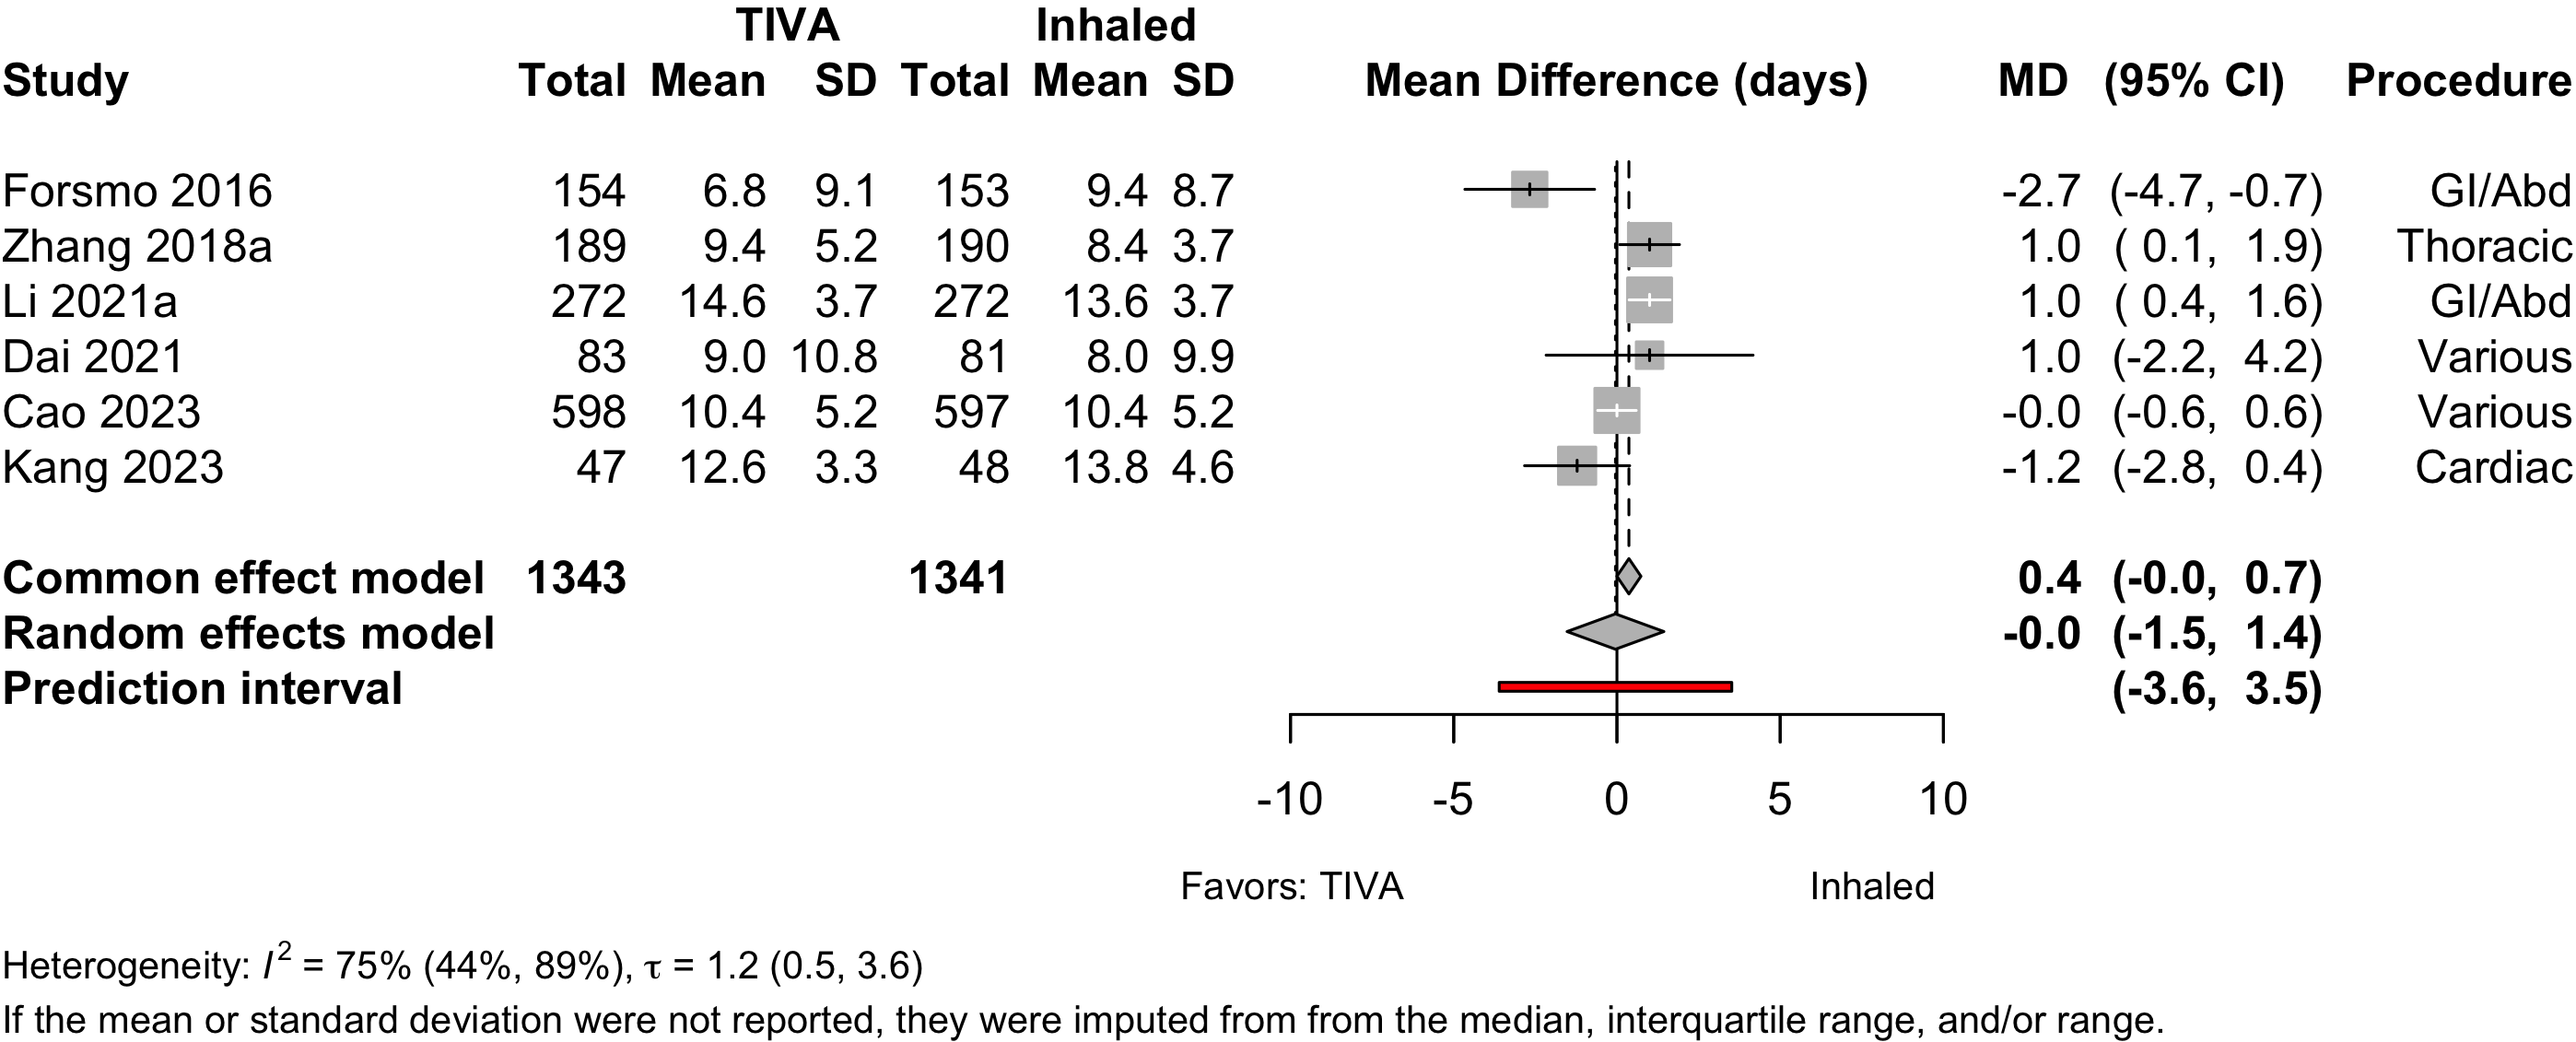 TIVA Inhaled
Study Total Mean SD Total Mean SD Mean Difference (days) MD (95% CI) Procedure
Forsmo 2016 154 6.8 9.1 153 9.4 8.7 -2.7 (-4.7, -0.7) GI/Abd
Zhang 2018a 189 9.4 5.2 190 8.4 3.7 1.0 ( 0.1, 1.9) Thoracic
Li 2021a 272 14.6 3.7 272 13.6 3.7 1.0 ( 0.4, 1.6) GI/Abd
Dai 2021 83 9.0 10.8 81 8.0 9.9 1.0 (-2.2, 4.2) Various
Cao 2023 598 10.4 5.2 597 10.4 5.2 -0.0 (-0.6, 0.6) Various
Kang 2023 47 12.6 3.3 48 13.8 4.6 -1.2 (-2.8, 0.4) Cardiac
Common effect model 1343 1341 0.4 (-0.0, 0.7)
Random effects model -0.0 (-1.5, 1.4)
Prediction interval (-3.6, 3.5)
-10 -5 0 5 10
Favors: TIVA Inhaled
Heterogeneity: I² = 75% (44%, 89%), τ = 1.2 (0.5, 3.6)
If the mean or standard deviation were not reported, they were imputed from from the median, interquartile range, and/or range.